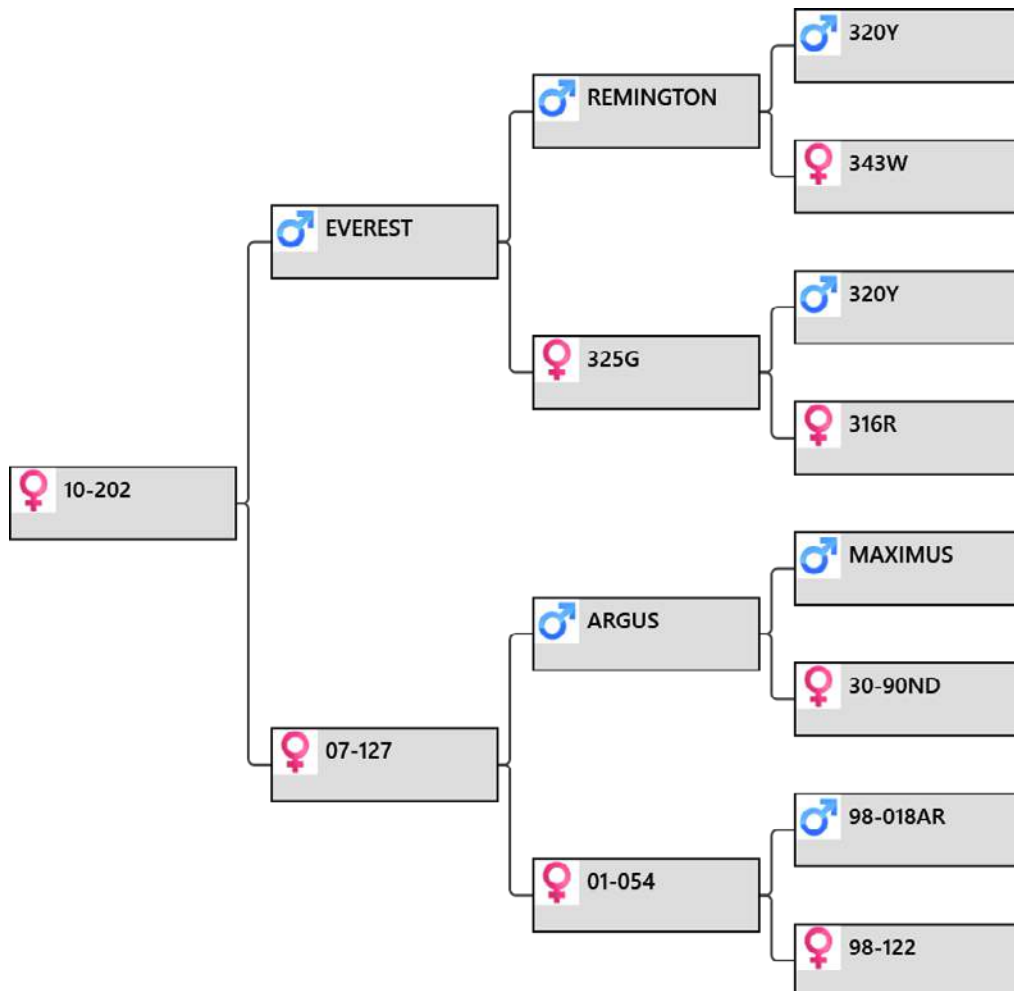 320Y
REMINGTON
343W
EVEREST
320Y
325G
316R
10-202
MAXIMUS
ARGUS
30-90ND
07-127
98-018AR
01-054
98-122